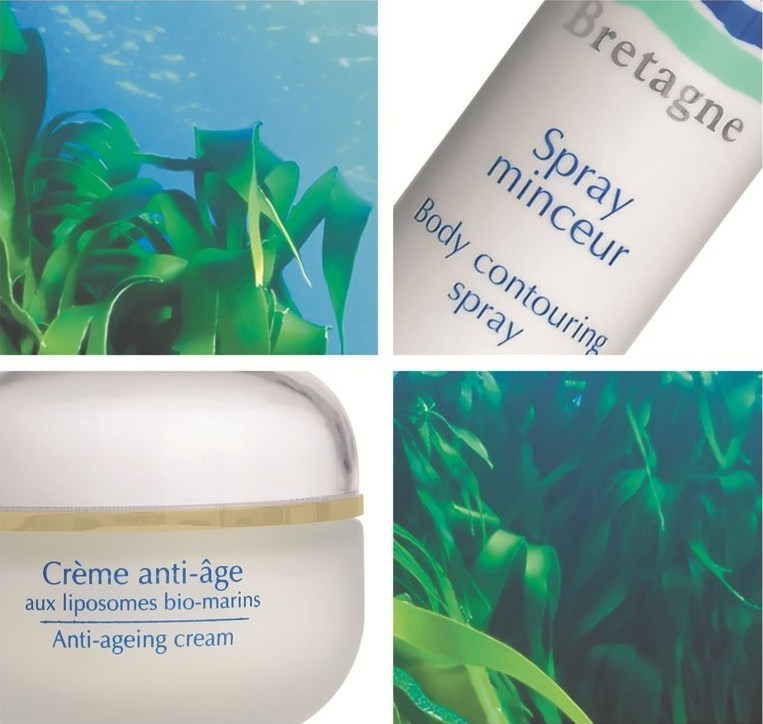 Bretagne
Spray
minceur
Body contouring
spray
Crème anti-âge
aux liposomes bio-marins
Anti-ageing cream